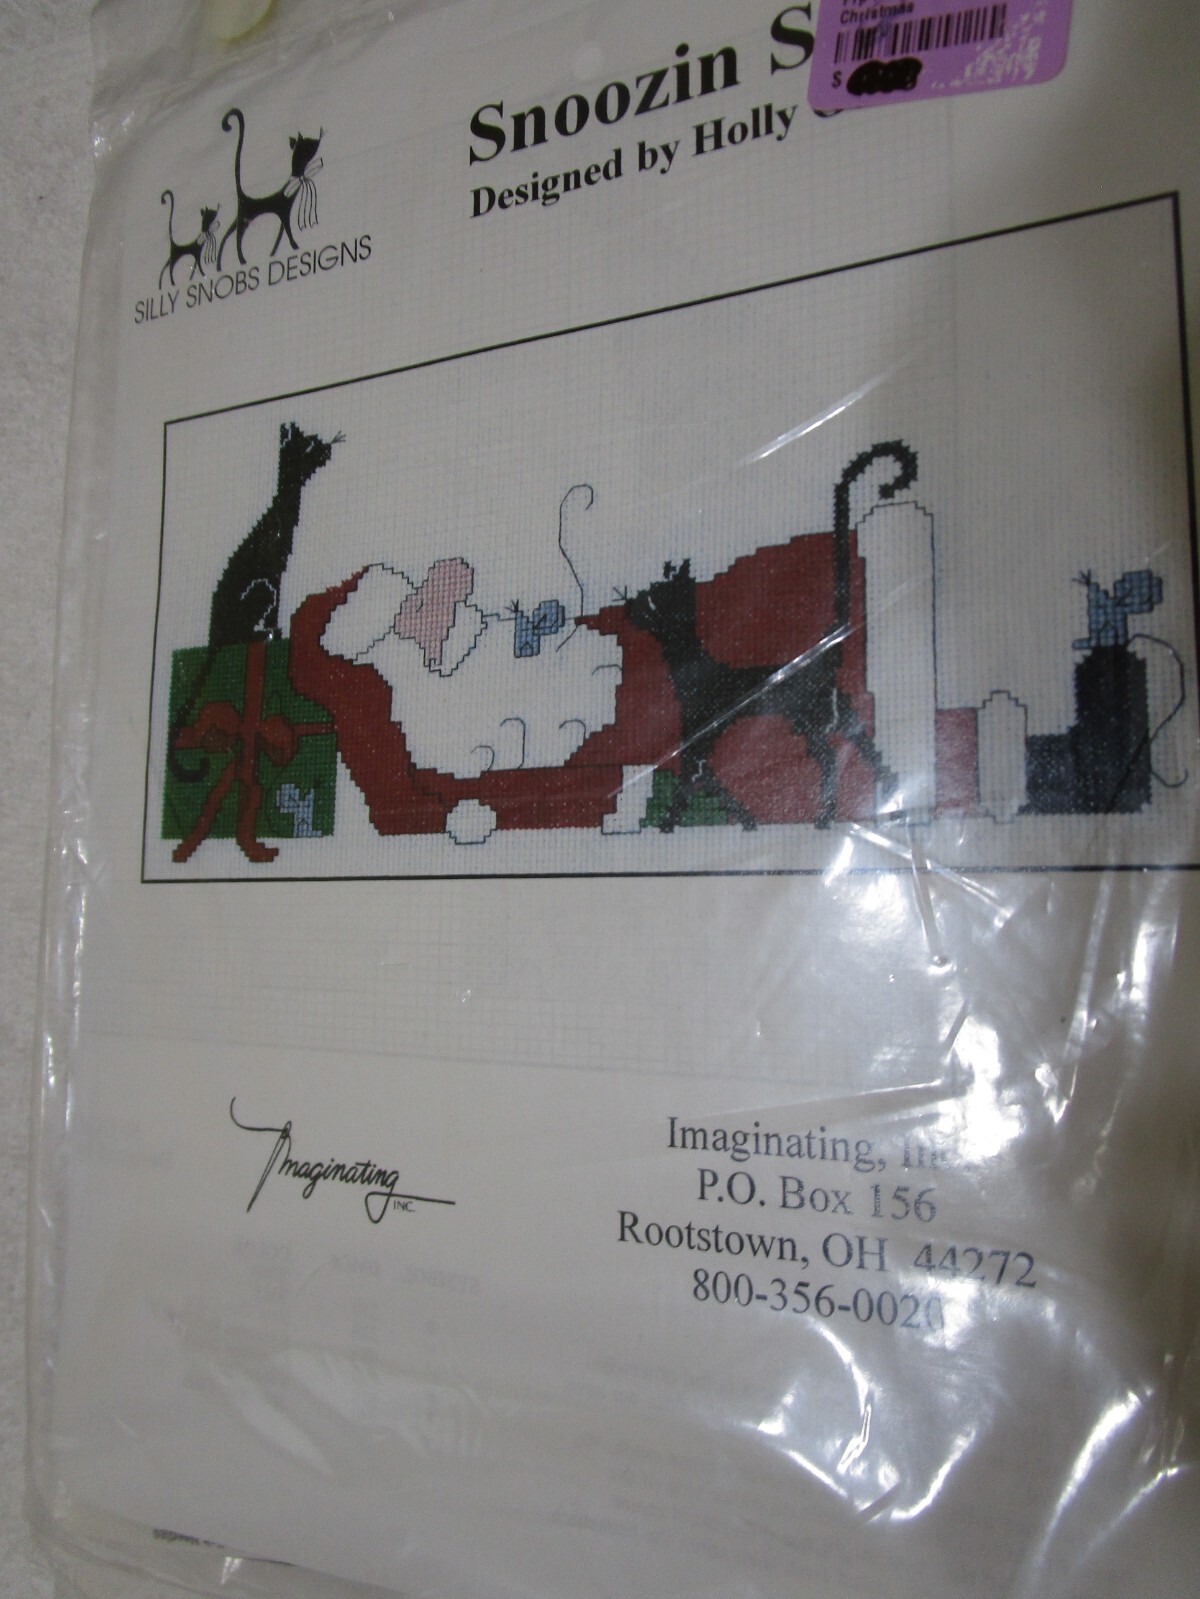 Christmas
$
Snoozin S
Designed by Holly
SILLY SNOBS DESIGNS
Imaginating
INC.
Imaginating, Inc.
P.O. Box 156
Rootstown, OH 44272
800-356-0020